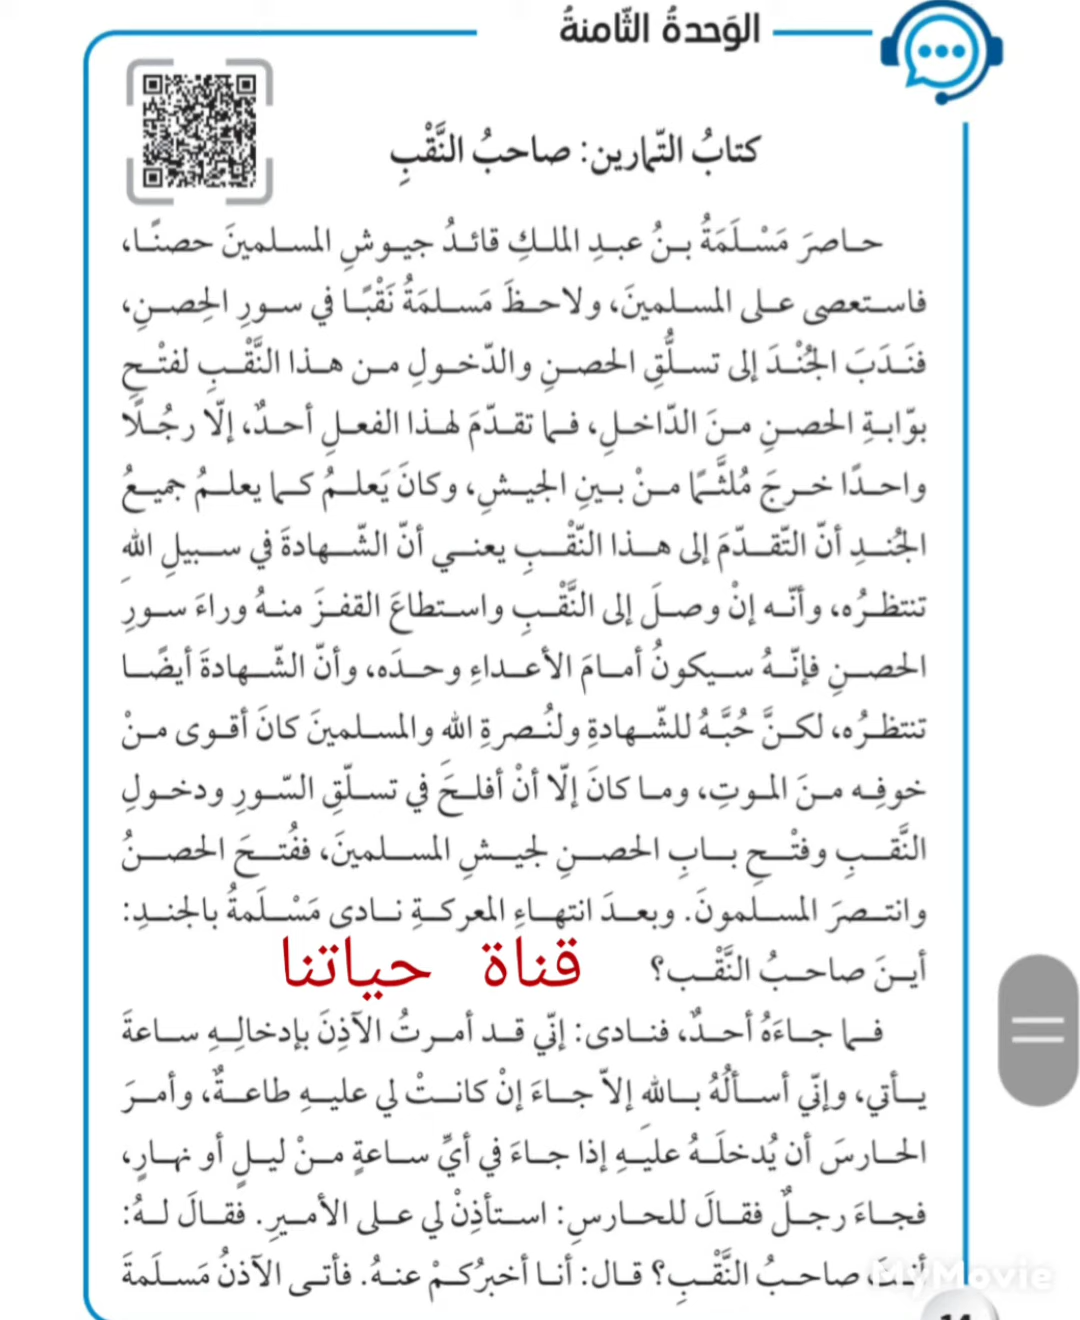 الوَحدةُ الثّامنةُ
كتابُ التّمارين: صاحبُ النَّقْبِ
حاصرَ مَسْلَمَةُ بنُ عبدِ الملكِ قائدُ جيوشِ المسلمينَ حصنًا،
فاستعصى على المسلمينَ، ولاحظَ مَسلمَةُ نَقْبًا في سورِ الحِصنِ،
فنَدَبَ الجُنْدَ إلى تسلُّقِ الحصنِ والدّخولِ من هذا النَّقْبِ لفتْحِ
بوّابةِ الحصنِ منَ الدّاخلِ، فما تقدّمَ لهذا الفعلِ أحدٌ، إلّا رجُلًا
واحدًا خرجَ مُلثَّمًا منْ بينِ الجيشِ، وكانَ يَعلمُ كما يعلمُ جميعُ
الجُندِ أنّ التّقدّمَ إلى هذا النّقْبِ يعني أنّ الشّهادةَ في سبيلِ اللهِ
تنتظرُه، وأنّه إنْ وصلَ إلى النَّقْبِ واستطاعَ القفزَ منهُ وراءَ سورِ
الحصنِ فإنّهُ سيكونُ أمامَ الأعداءِ وحدَه، وأنّ الشّهادةَ أيضًا
تنتظرُه، لكنَّ حُبَّهُ للشّهادةِ ولنُصرةِ الله والمسلمينَ كانَ أقوى منْ
خوفِه منَ الموتِ، وما كانَ إلّا أنْ أفلحَ في تسلّقِ السّورِ ودخولِ
النَّقبِ وفتْحِ بابِ الحصنِ لجيشِ المسلمينَ، ففُتحَ الحصنُ
وانتصرَ المسلمونَ. وبعدَ انتهاءِ المعركةِ نادى مَسْلَمةُ بالجندِ:
أينَ صاحبُ النَّقْبِ؟ قناة حياتنا
فما جاءَهُ أحدٌ، فنادى: إنّي قد أمرتُ الآذِنَ بإدخالِهِ ساعةَ
يأتي، وإنّي أسألُهُ باللهِ إلاّ جاءَ إنْ كانتْ لي عليهِ طاعةٌ، وأمرَ
الحارسَ أن يُدخلَهُ عليَهِ إذا جاءَ في أيِّ ساعةٍ منْ ليلٍ أو نهارٍ،
فجاءَ رجلٌ فقالَ للحارسِ: استأذِنْ لي على الأميرِ. فقالَ لهُ:
أنتَ صاحبُ النَّقْبِ؟ قال: أنا أخبرُكمْ عنهُ. فأتى الآذنُ مَسلَمةَ
MyMovie
14